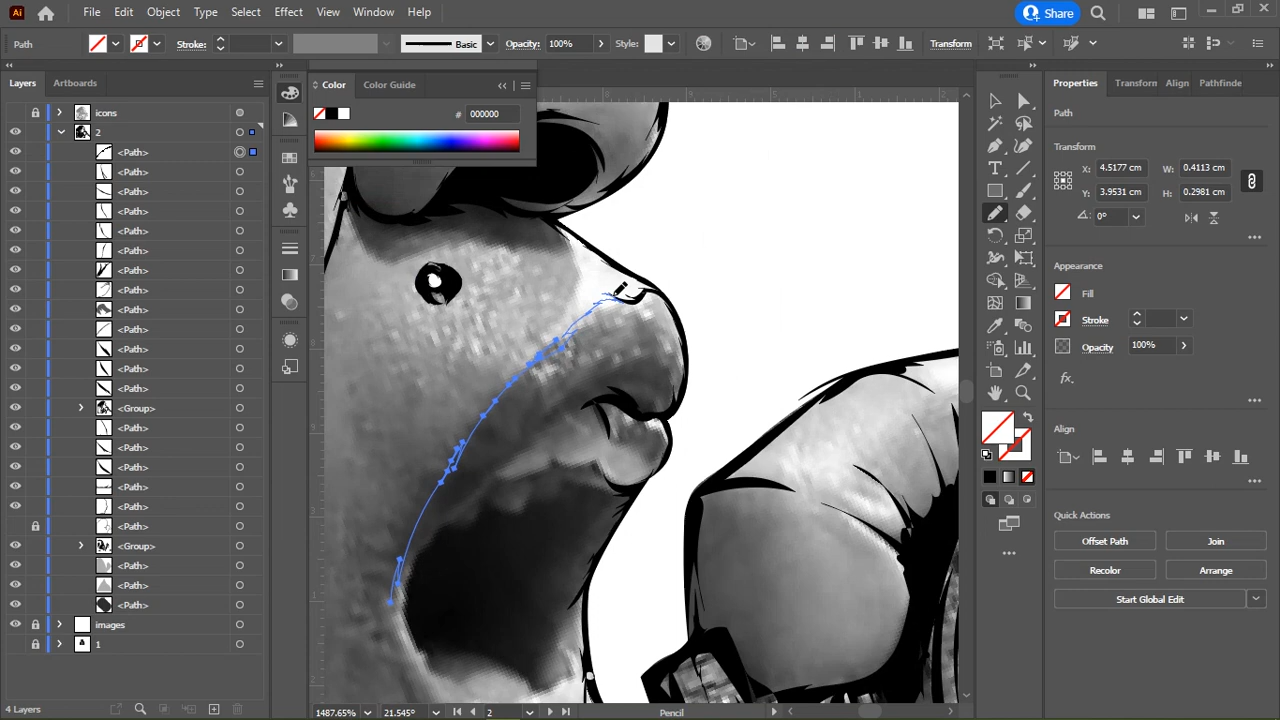 Ai File Edit Object Type Select Effect View Window Help Share
Path Stroke: Basic Opacity: 100% Style: Transform
Layers Artboards
Color Color Guide
# 000000
icons
2
<Path>
<Path>
<Path>
<Path>
<Path>
<Path>
<Path>
<Path>
<Path>
<Path>
<Path>
<Path>
<Path>
<Group>
<Path>
<Path>
<Path>
<Path>
<Path>
<Path>
<Group>
<Path>
<Path>
<Path>
images
1
4 Layers
1487.65% 21.545° 2 Pencil
Properties Transform Align Pathfinde
Path
Transform
X: 4.5177 cm W: 0.4113 cm
Y: 3.9531 cm H: 0.2981 cm
0°
Appearance
Fill
Stroke
Opacity 100%
fx
Align
Quick Actions
Offset Path Join
Recolor Arrange
Start Global Edit